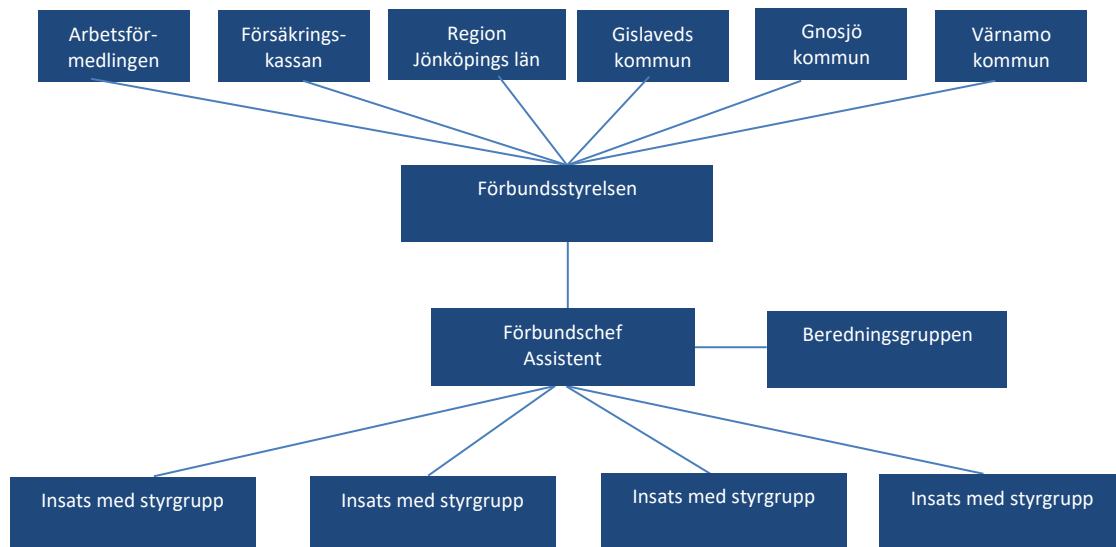 Arbetsför-
medlingen
Försäkrings-
kassan
Region
Jönköpings län
Gislaveds
kommun
Gnosjö
kommun
Värnamo
kommun
Förbundsstyrelsen
Förbundschef
Assistent
Beredningsgruppen
Insats med styrgrupp
Insats med styrgrupp
Insats med styrgrupp
Insats med styrgrupp